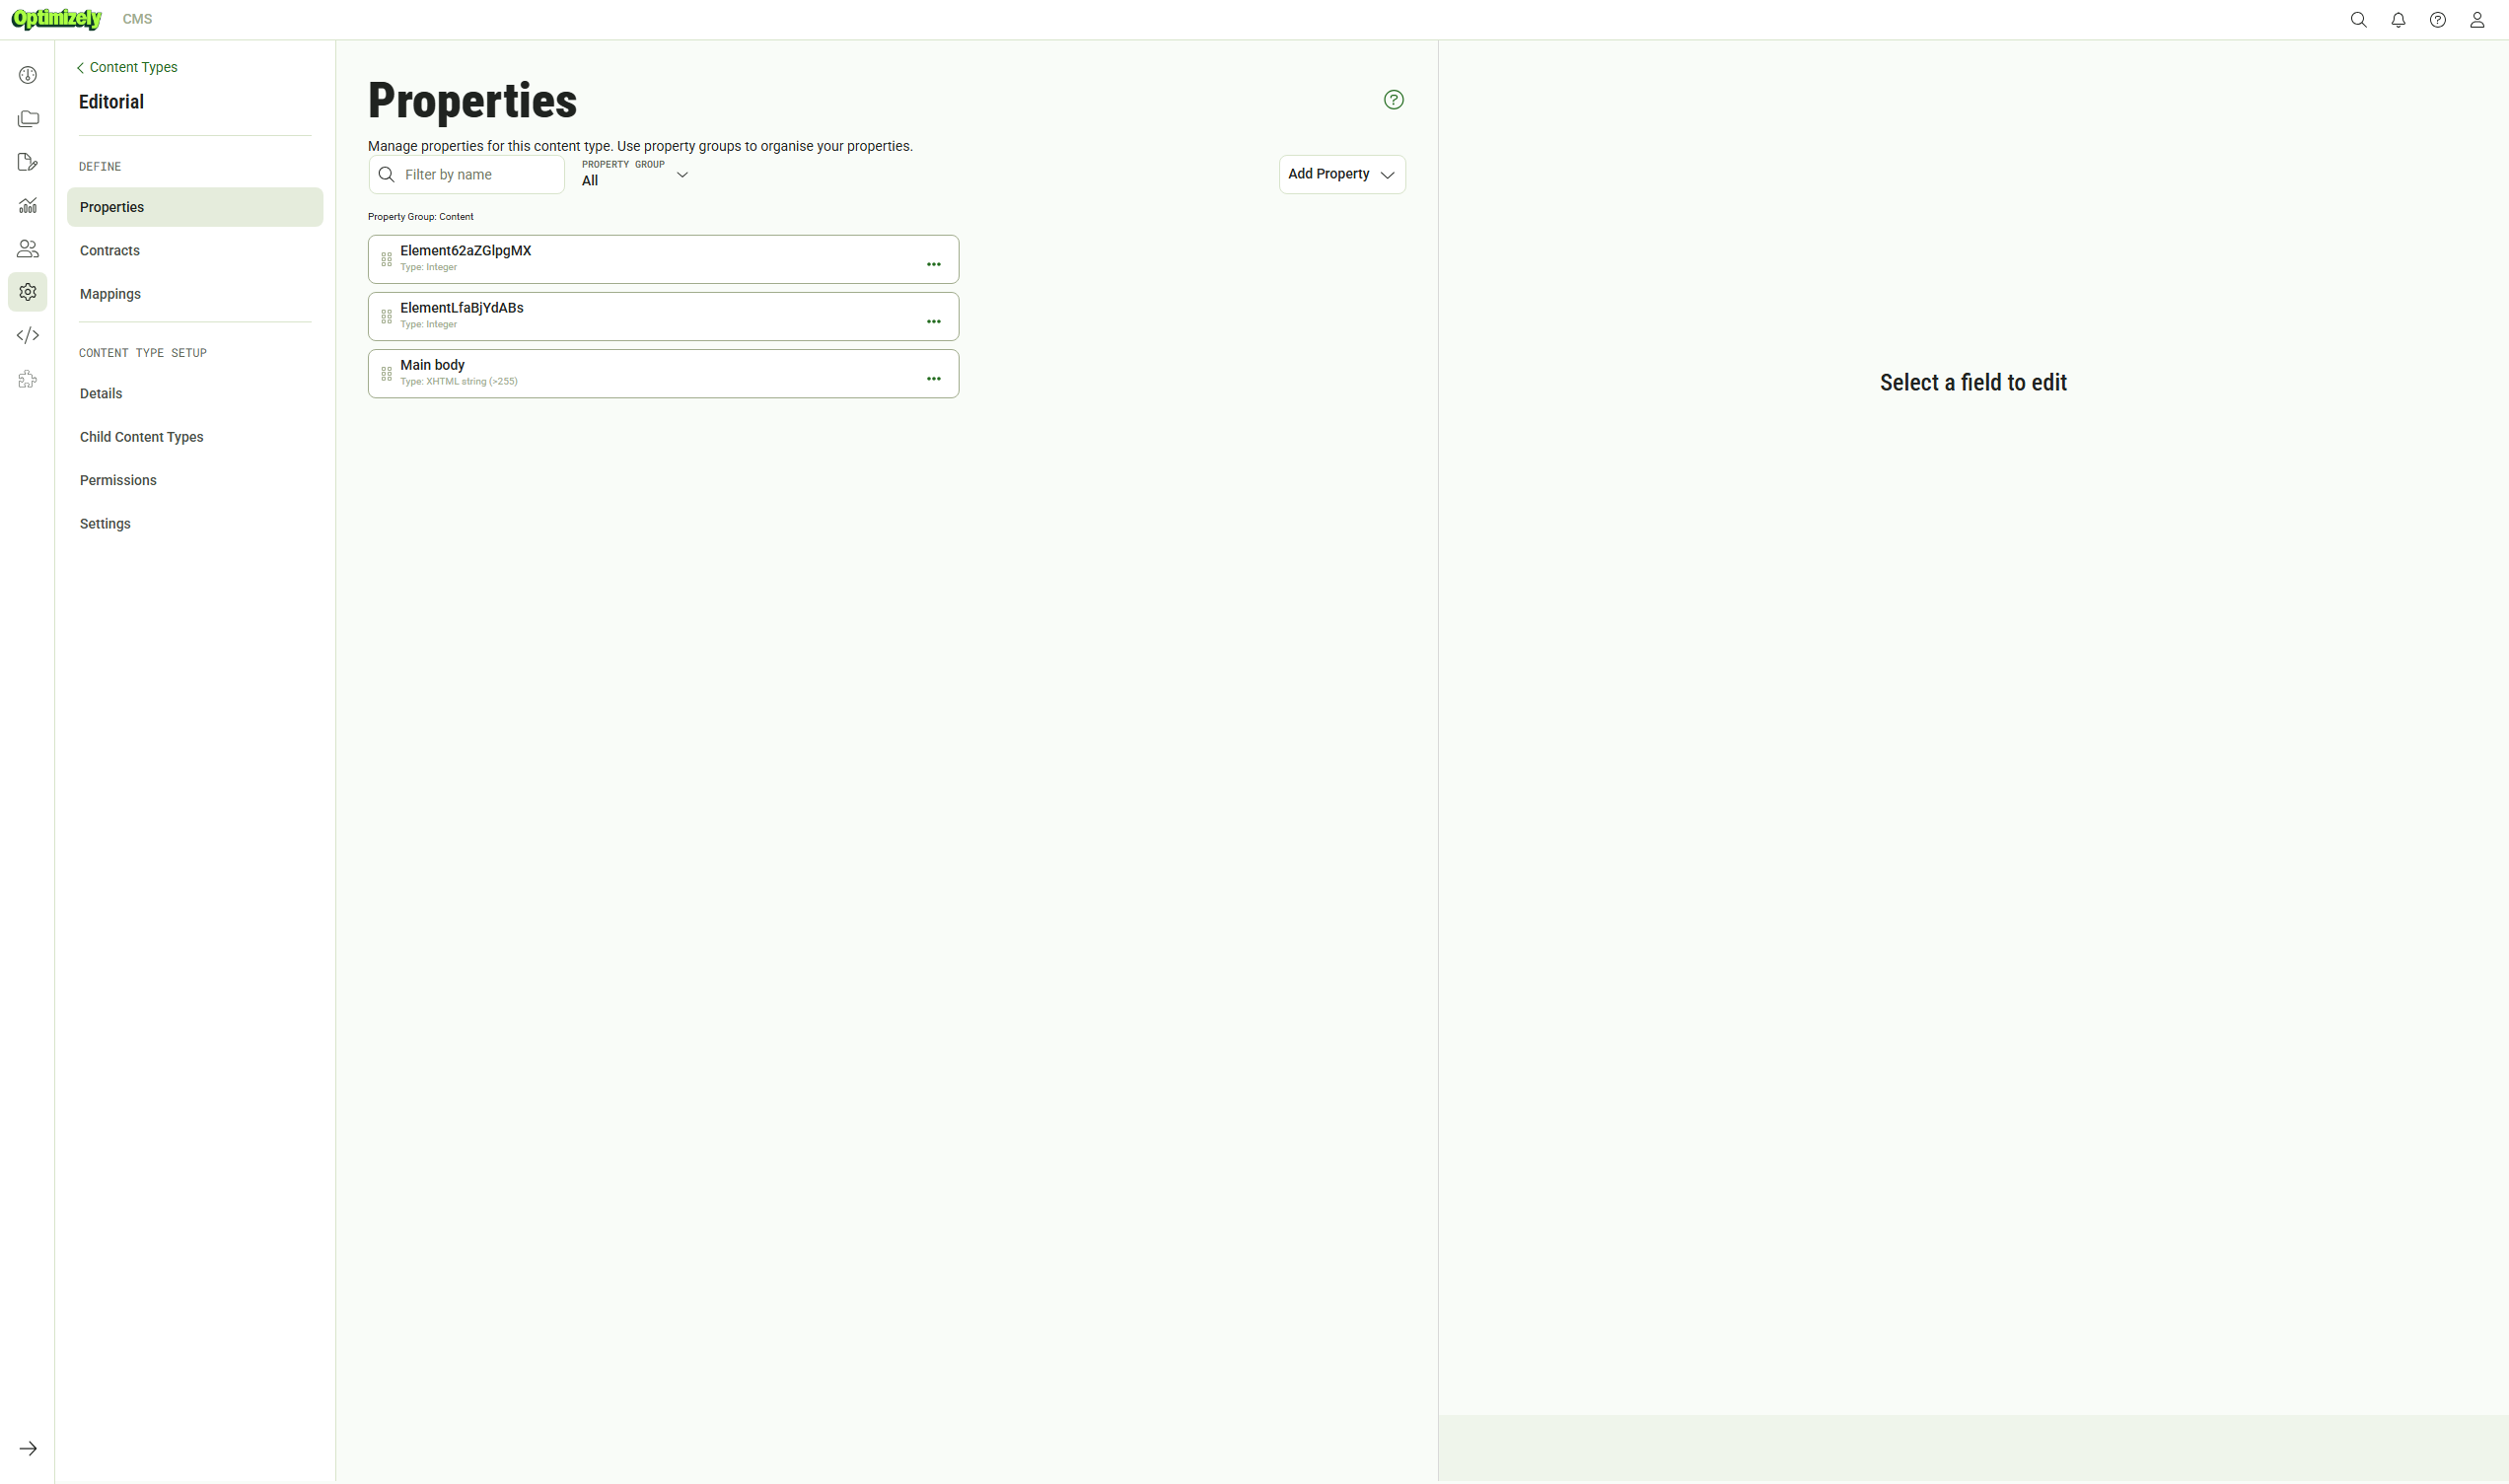 Optimizely CMS
Content Types
Editorial
DEFINE
Properties
Contracts
Mappings
CONTENT TYPE SETUP
Details
Child Content Types
Permissions
Settings
Properties
Manage properties for this content type. Use property groups to organise your properties.
Filter by name
PROPERTY GROUP
All
Add Property
Property Group: Content
Element62aZGlpgMX
Type: Integer
ElementLfaBjYdABs
Type: Integer
Main body
Type: XHTML string (>255)
Select a field to edit